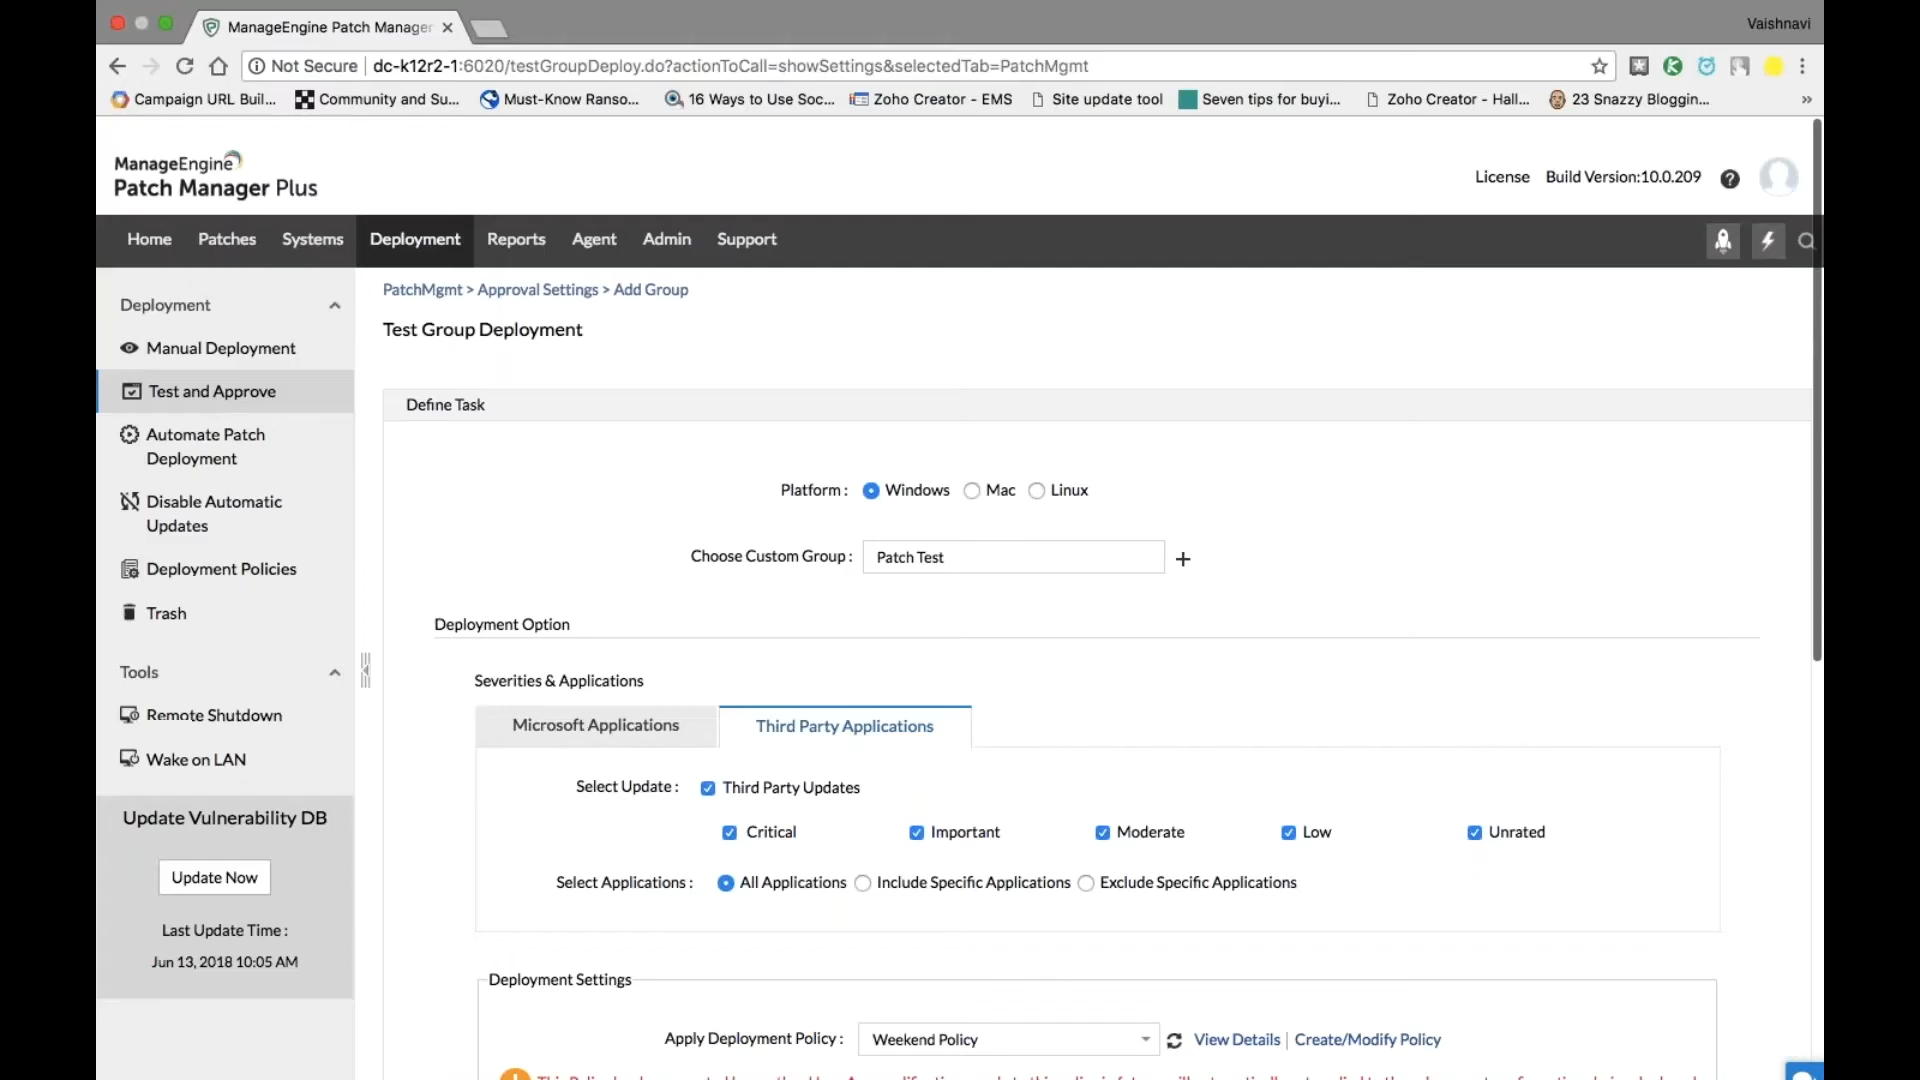 ManageEngine Patch Manager
Vaishnavi
Not Secure
dc-k12r2-1:6020/testGroupDeploy.do?actionToCall=showSettings&selectedTab=PatchMgmt
Campaign URL Buil...
Community and Su...
Must-Know Ranso...
16 Ways to Use Soc...
Zoho Creator - EMS
Site update tool
Seven tips for buyi...
Zoho Creator - Hall...
23 Snazzy Bloggin...
»
ManageEngine
Patch Manager Plus
License
Build Version:10.0.209
Home
Patches
Systems
Deployment
Reports
Agent
Admin
Support
Deployment
Manual Deployment
Test and Approve
Automate Patch
Deployment
Disable Automatic
Updates
Deployment Policies
Trash
Tools
Remote Shutdown
Wake on LAN
Update Vulnerability DB
Update Now
Last Update Time :
Jun 13, 2018 10:05 AM
PatchMgmt > Approval Settings > Add Group
Test Group Deployment
Define Task
Platform : Windows Mac Linux
Choose Custom Group : Patch Test
Deployment Option
Severities & Applications
Microsoft Applications
Third Party Applications
Select Update : Third Party Updates
Critical Important Moderate Low Unrated
Select Applications : All Applications Include Specific Applications Exclude Specific Applications
Deployment Settings
Apply Deployment Policy : Weekend Policy View Details | Create/Modify Policy